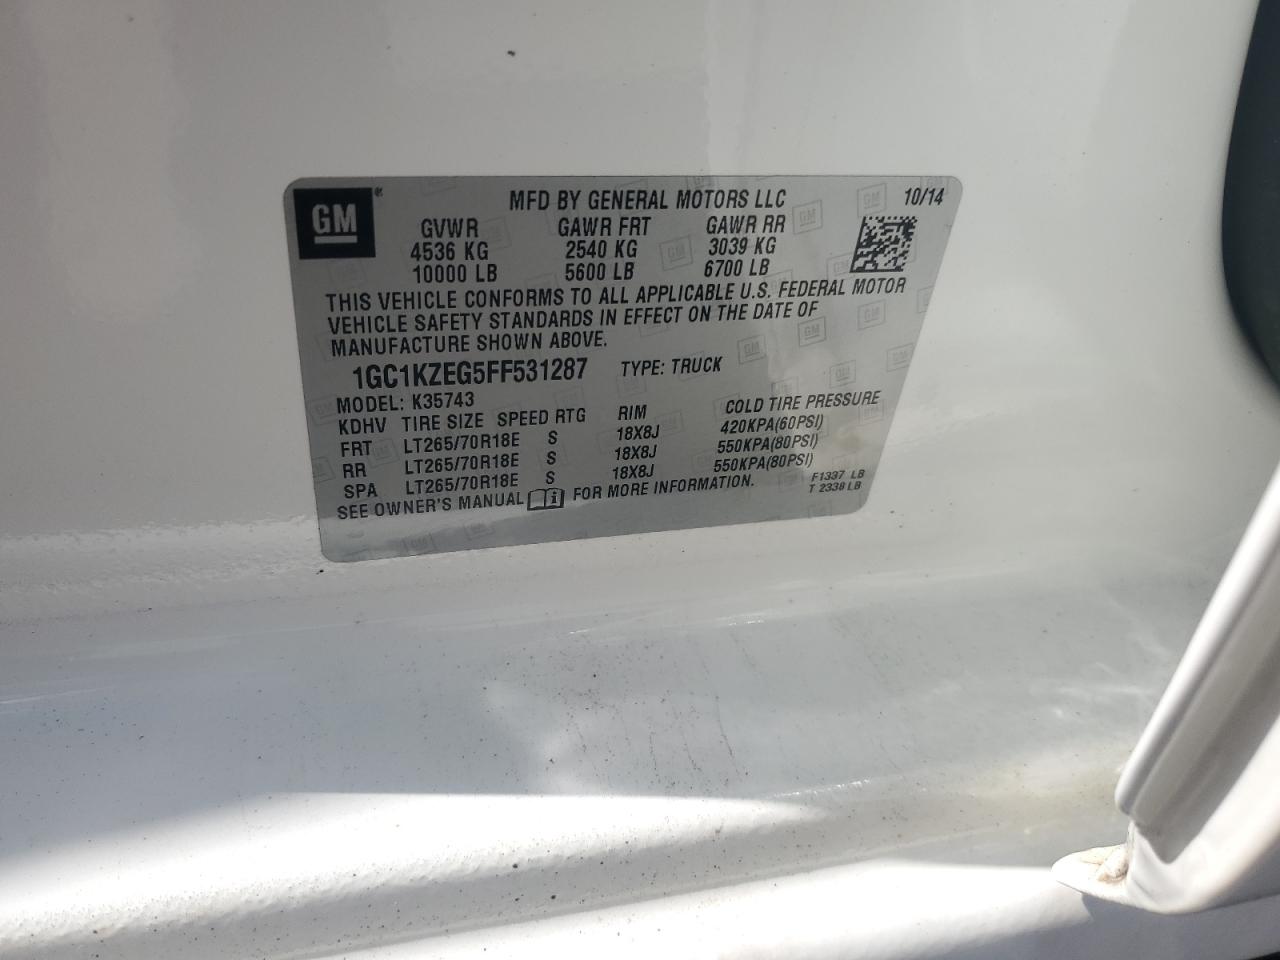 GM ®
MFD BY GENERAL MOTORS LLC 10/14
GVWR GAWR FRT GAWR RR
4536 KG 2540 KG 3039 KG
10000 LB 5600 LB 6700 LB
THIS VEHICLE CONFORMS TO ALL APPLICABLE U.S. FEDERAL MOTOR
VEHICLE SAFETY STANDARDS IN EFFECT ON THE DATE OF
MANUFACTURE SHOWN ABOVE.
1GC1KZEG5FF531287 TYPE: TRUCK
MODEL: K35743
KDHV TIRE SIZE SPEED RTG RIM COLD TIRE PRESSURE
FRT LT265/70R18E S 18X8J 420KPA(60PSI)
RR LT265/70R18E S 18X8J 550KPA(80PSI)
SPA LT265/70R18E S 18X8J 550KPA(80PSI)
SEE OWNER'S MANUAL i FOR MORE INFORMATION.
F1337 LB
T 2338 LB